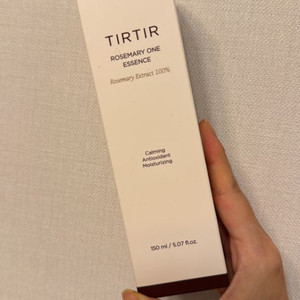 TIRTIR
ROSEMARY ONE
ESSENCE
Rosemary Extract 100%
Calming
Antioxidant
Moisturizing
150 ml / 5.07 fl.oz.